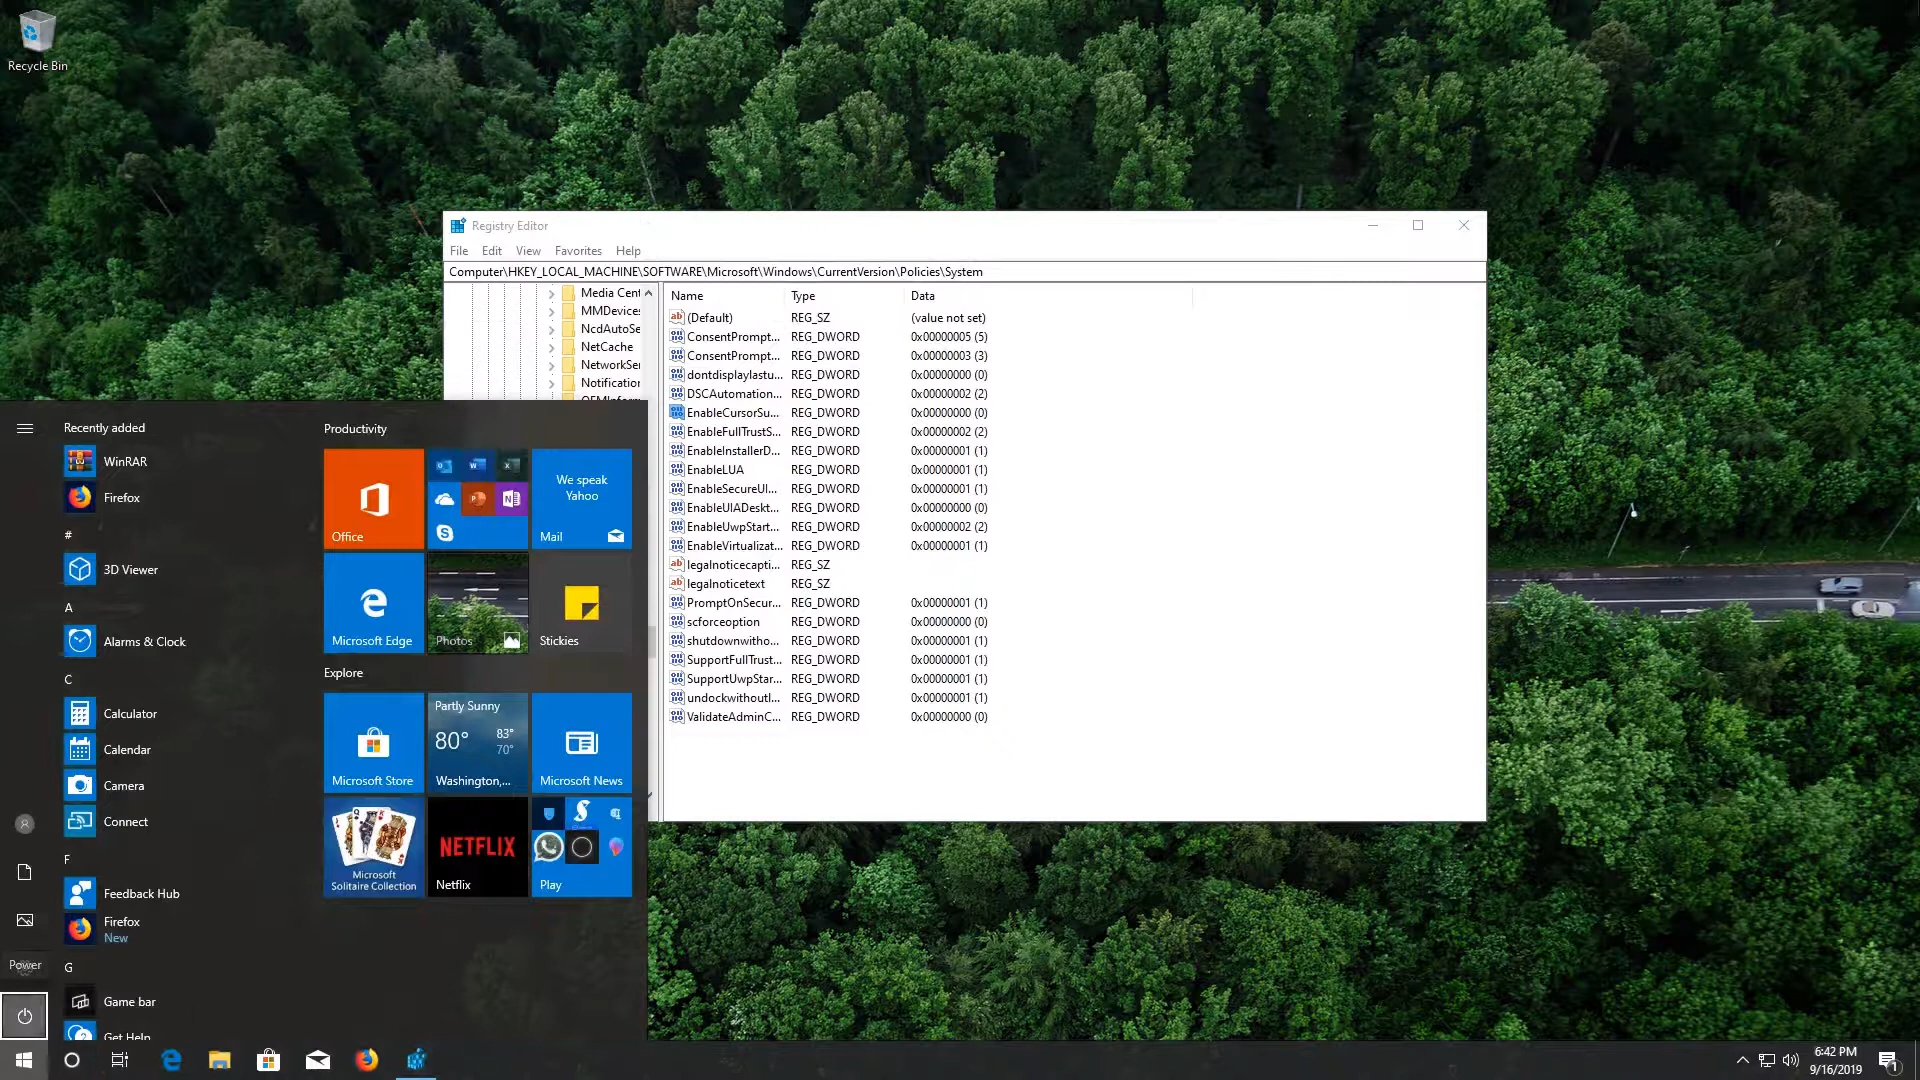 Recycle Bin
Registry Editor
File Edit View Favorites Help
Computer\HKEY_LOCAL_MACHINE\SOFTWARE\Microsoft\Windows\CurrentVersion\Policies\System
Media Cent
MMDevices
NcdAutoSe
NetCache
NetworkSer
Notification
OEMInform
Name Type Data
(Default) REG_SZ (value not set)
ConsentPrompt... REG_DWORD 0x00000005 (5)
ConsentPrompt... REG_DWORD 0x00000003 (3)
dontdisplaylastu... REG_DWORD 0x00000000 (0)
DSCAutomation... REG_DWORD 0x00000002 (2)
EnableCursorSu... REG_DWORD 0x00000000 (0)
EnableFullTrustS... REG_DWORD 0x00000002 (2)
EnableInstallerD... REG_DWORD 0x00000001 (1)
EnableLUA REG_DWORD 0x00000001 (1)
EnableSecureUI... REG_DWORD 0x00000001 (1)
EnableUIADeskt... REG_DWORD 0x00000000 (0)
EnableUwpStart... REG_DWORD 0x00000002 (2)
EnableVirtualizat... REG_DWORD 0x00000001 (1)
legalnoticecapti... REG_SZ
legalnoticetext REG_SZ
PromptOnSecur... REG_DWORD 0x00000001 (1)
scforceoption REG_DWORD 0x00000000 (0)
shutdownwitho... REG_DWORD 0x00000001 (1)
SupportFullTrust... REG_DWORD 0x00000001 (1)
SupportUwpStar... REG_DWORD 0x00000001 (1)
undockwithoutl... REG_DWORD 0x00000001 (1)
ValidateAdminC... REG_DWORD 0x00000000 (0)
Recently added
WinRAR
Firefox
#
3D Viewer
A
Alarms & Clock
C
Calculator
Calendar
Camera
Connect
F
Feedback Hub
Firefox
New
G
Game bar
Get Help
Power
Productivity
Office
We speak
Yahoo
Mail
Microsoft Edge
Photos
Stickies
Explore
Microsoft Store
Partly Sunny
80° 83°
70°
Washington,...
Microsoft News
Microsoft
Solitaire Collection
NETFLIX
Netflix
Play
6:42 PM
9/16/2019
1